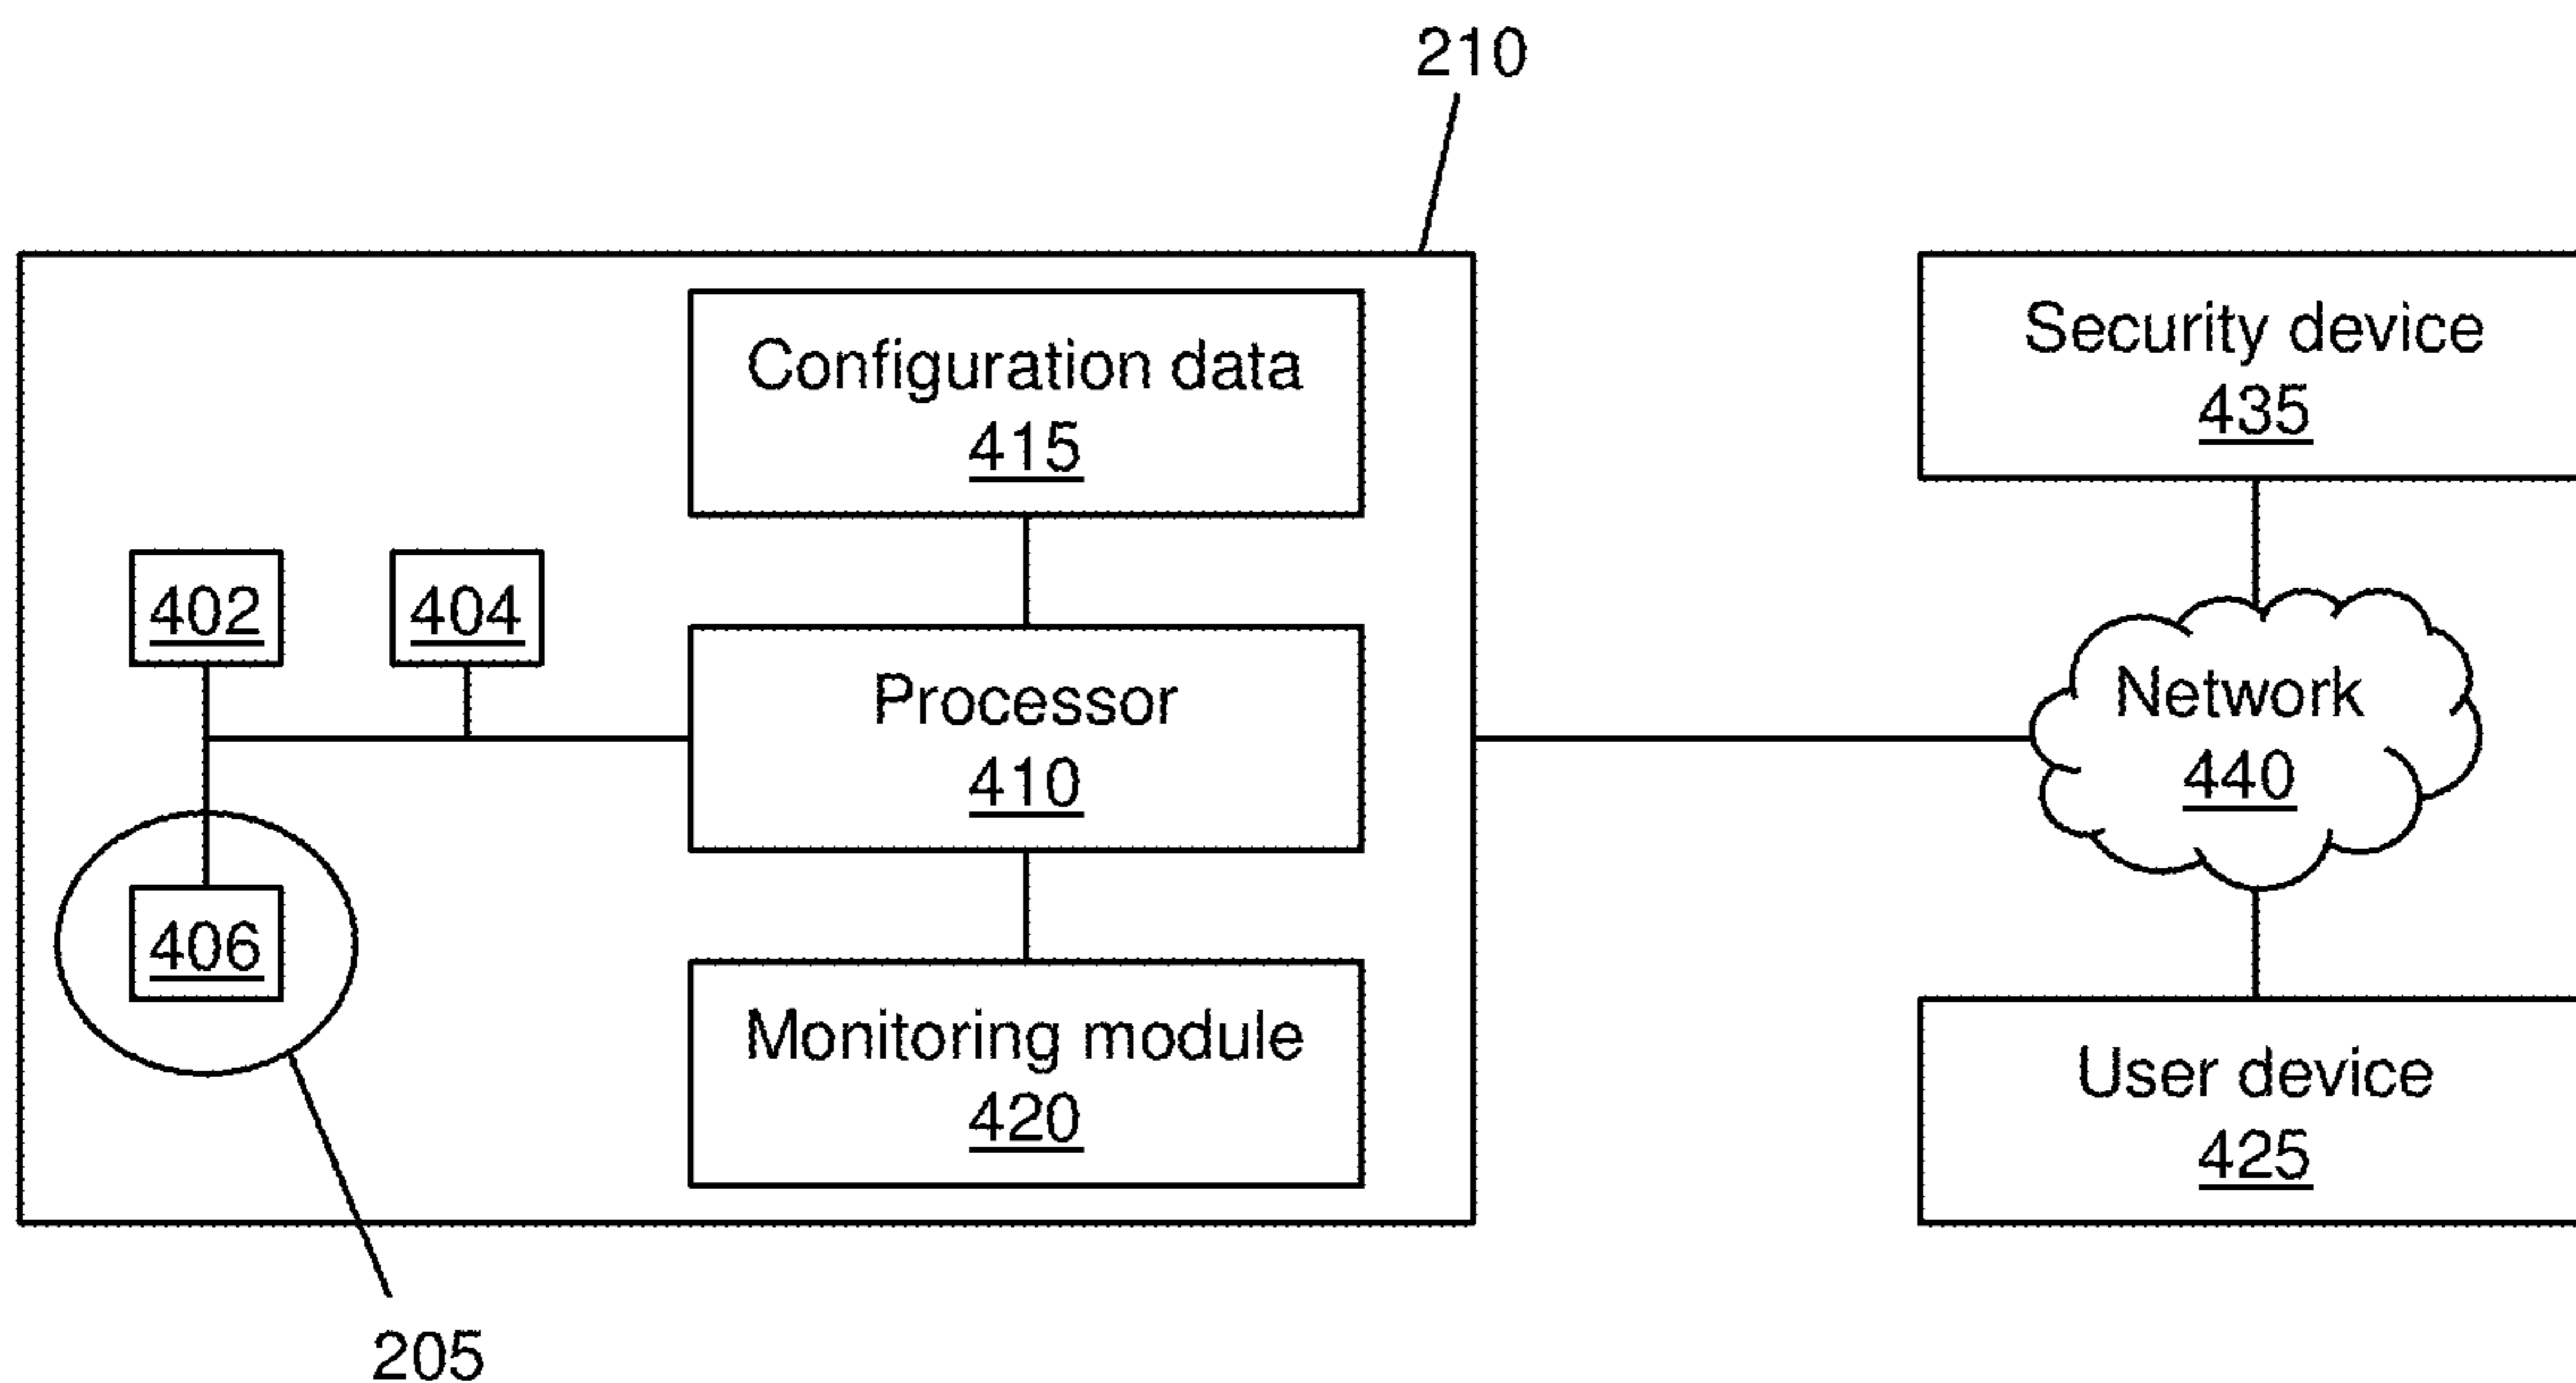 210
Configuration data
415
Security device
435
402
404
Processor
410
Network
440
406
Monitoring module
420
User device
425
205